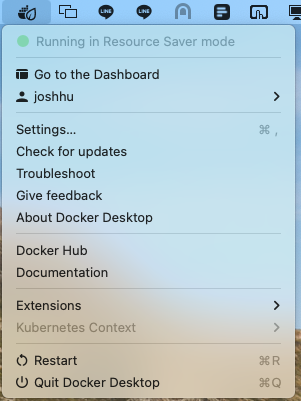 LINE
LINE
Running in Resource Saver mode
Go to the Dashboard
joshhu
Settings...
⌘ ,
Check for updates
Troubleshoot
Give feedback
About Docker Desktop
Docker Hub
Documentation
Extensions
Kubernetes Context
Restart
⌘R
Quit Docker Desktop
⌘Q